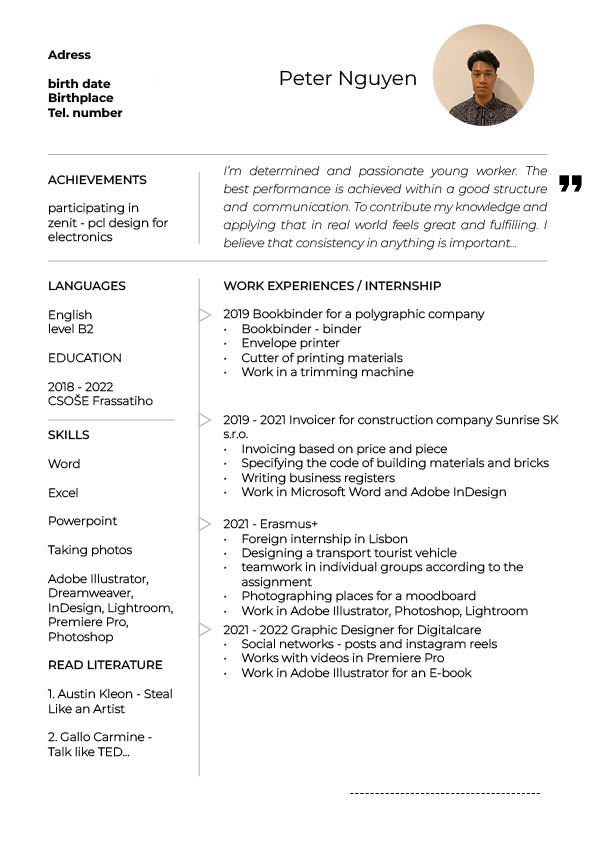 Adress
birth date
Birthplace
Tel. number
Peter Nguyen
ACHIEVEMENTS
participating in
zenit - pcl design for
electronics
I'm determined and passionate young worker. The
best performance is achieved within a good structure
and communication. To contribute my knowledge and
applying that in real world feels great and fulfilling. I
believe that consistency in anything is important...
”
LANGUAGES
English
level B2
EDUCATION
2018 - 2022
CSOŠE Frassatiho
SKILLS
Word
Excel
Powerpoint
Taking photos
Adobe Illustrator,
Dreamweaver,
InDesign, Lightroom,
Premiere Pro,
Photoshop
READ LITERATURE
1. Austin Kleon - Steal
Like an Artist
2. Gallo Carmine -
Talk like TED...
WORK EXPERIENCES / INTERNSHIP
2019 Bookbinder for a polygraphic company
• Bookbinder - binder
• Envelope printer
• Cutter of printing materials
• Work in a trimming machine
2019 - 2021 Invoicer for construction company Sunrise SK
s.r.o.
• Invoicing based on price and piece
• Specifying the code of building materials and bricks
• Writing business registers
• Work in Microsoft Word and Adobe InDesign
2021 - Erasmus+
• Foreign internship in Lisbon
• Designing a transport tourist vehicle
• teamwork in individual groups according to the
assignment
• Photographing places for a moodboard
• Work in Adobe Illustrator, Photoshop, Lightroom
2021 - 2022 Graphic Designer for Digitalcare
• Social networks - posts and instagram reels
• Works with videos in Premiere Pro
• Work in Adobe Illustrator for an E-book
--------------------------------------